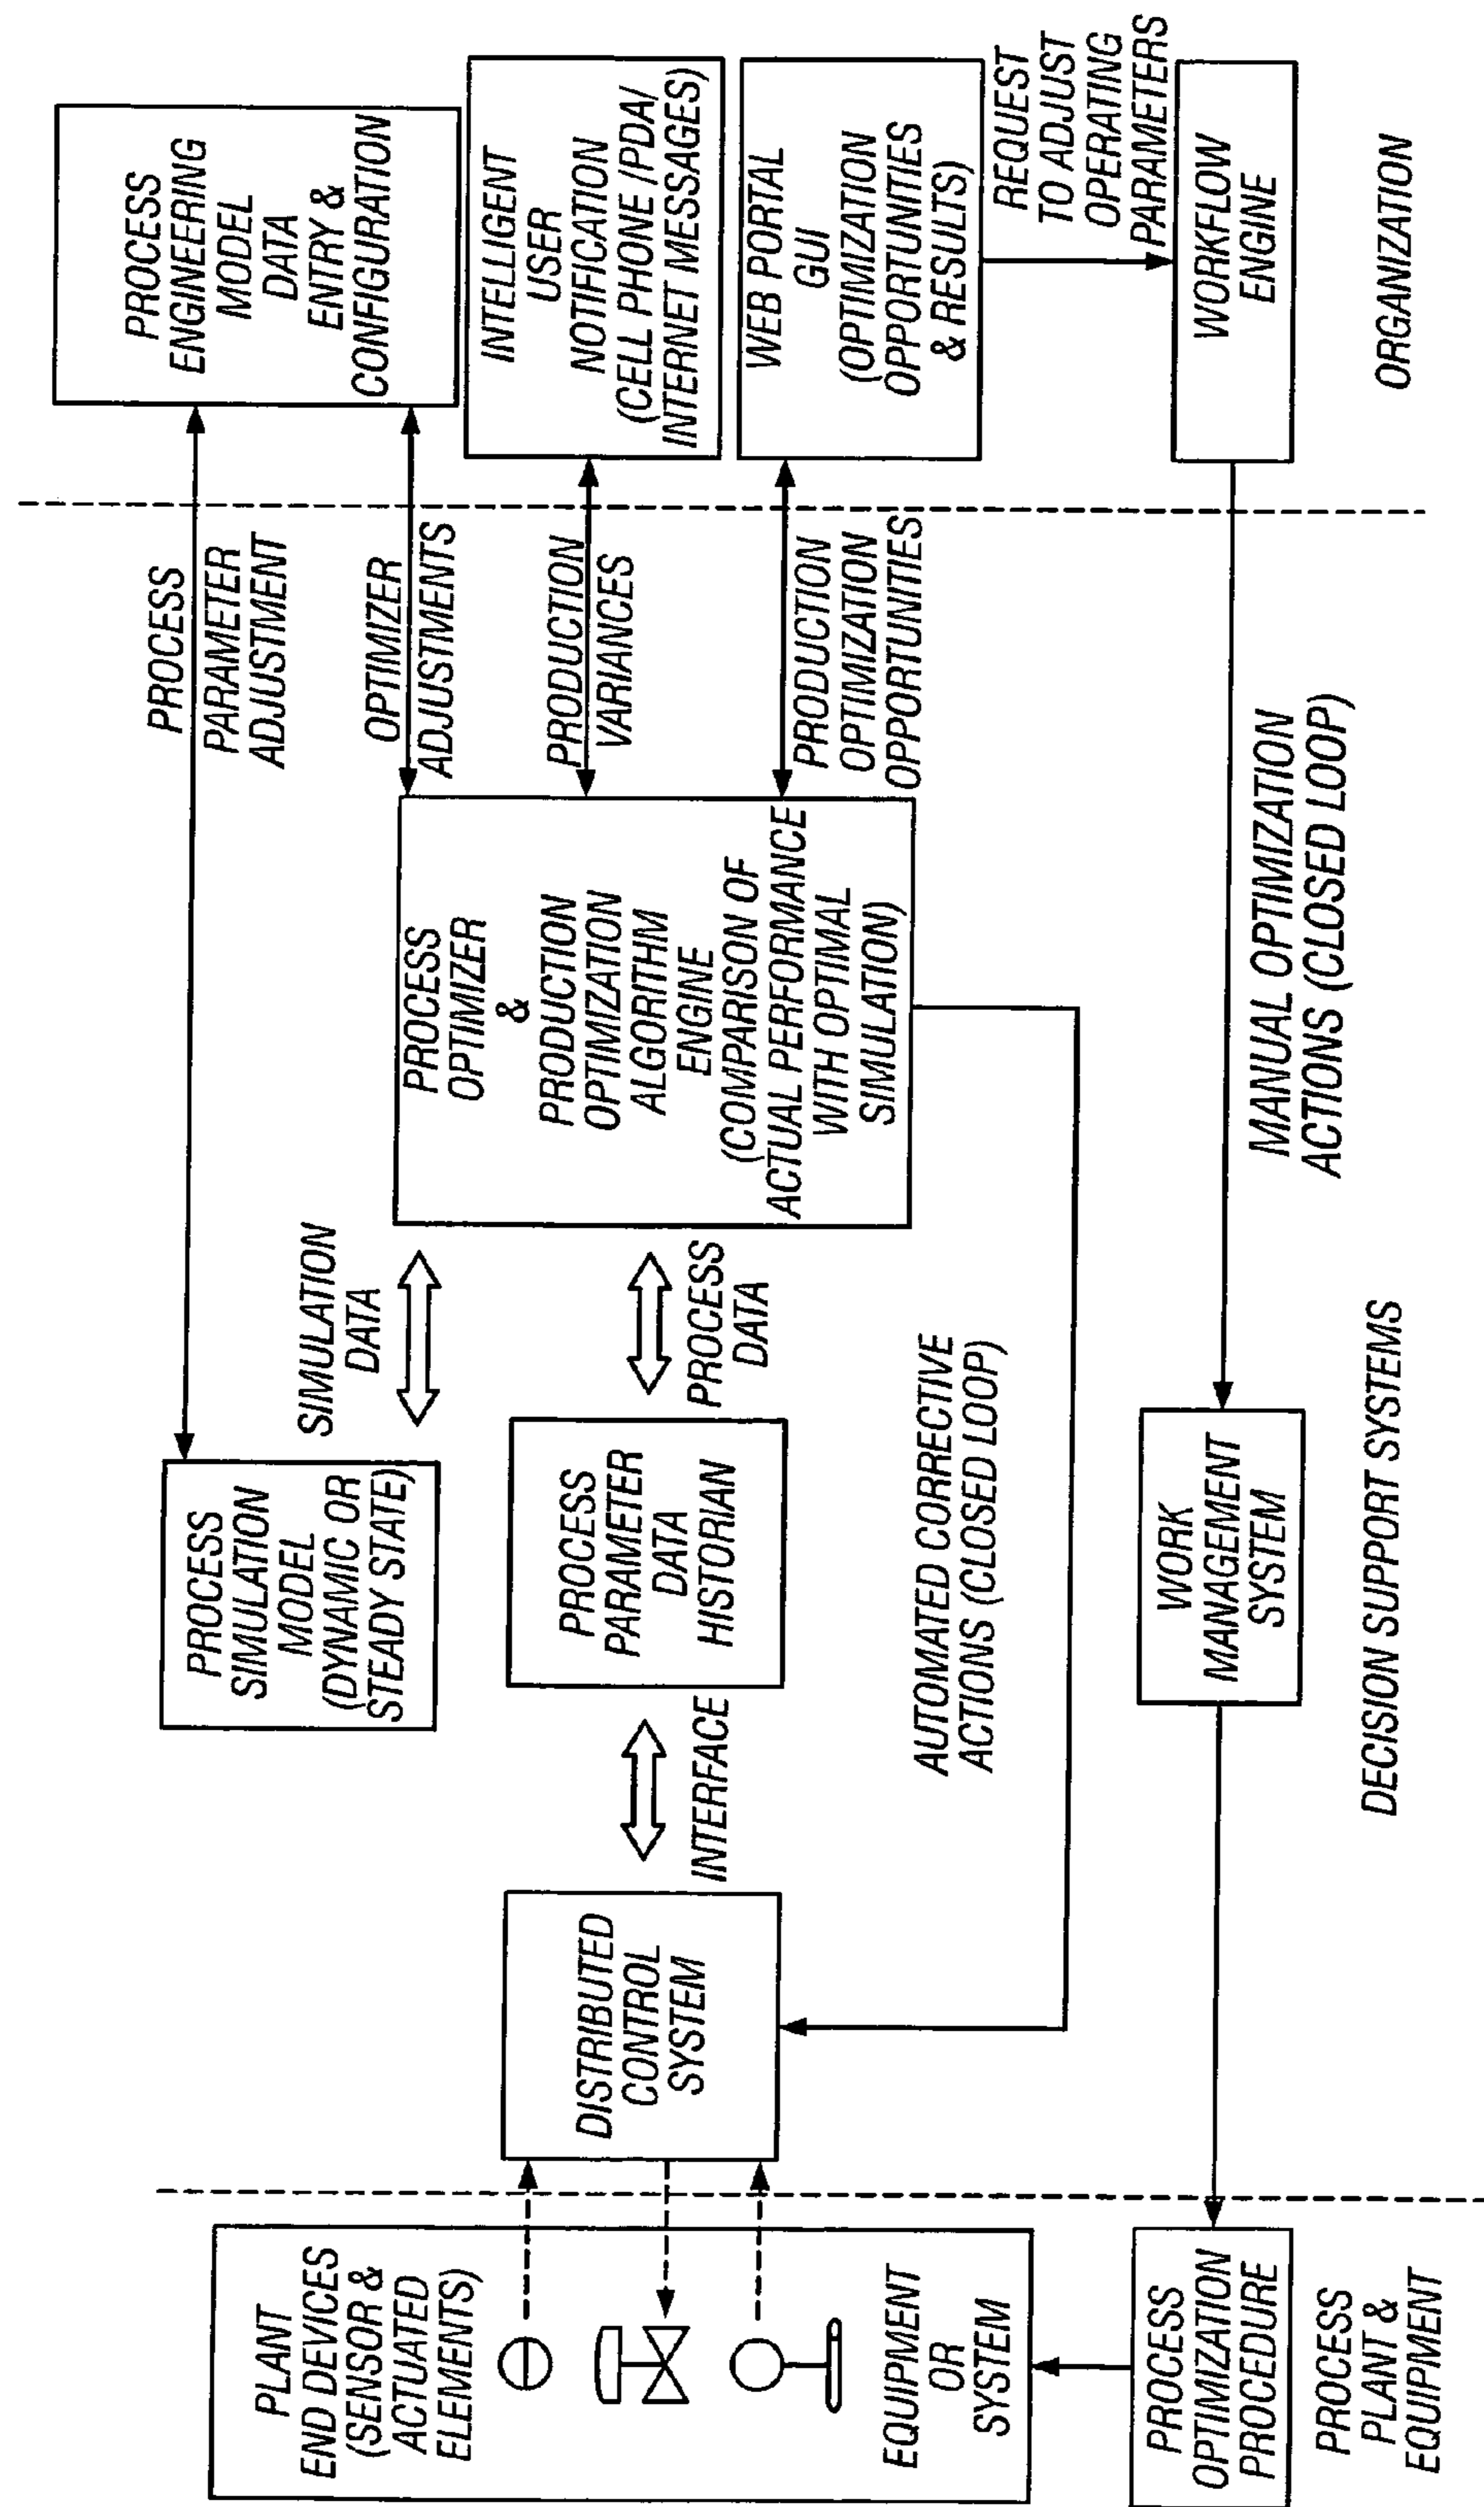 PLANT
END DEVICES
(SENSOR &
ACTUATED
ELEMENTS)
EQUIPMENT
OR
SYSTEM
PROCESS
OPTIMIZATION
PROCEDURE
PROCESS
PLANT &
EQUIPMENT
DISTRIBUTED
CONTROL
SYSTEM
INTERFACE
PROCESS
SIMULATION
MODEL
(DYNAMIC OR
STEADY STATE)
PROCESS
PARAMETER
DATA
HISTORIAN
SIMULATION
DATA
PROCESS
DATA
AUTOMATED CORRECTIVE
ACTIONS (CLOSED LOOP)
WORK
MANAGEMENT
SYSTEM
DECISION SUPPORT SYSTEMS
PROCESS
OPTIMIZER
&
PRODUCTION
OPTIMIZATION
ALGORITHM
ENGINE
(COMPARISON OF
ACTUAL PERFORMANCE
WITH OPTIMAL
SIMULATION)
MANUAL OPTIMIZATION
ACTIONS (CLOSED LOOP)
PROCESS
PARAMETER
ADJUSTMENT
OPTIMIZER
ADJUSTMENTS
PRODUCTION
VARIANCES
PRODUCTION
OPTIMIZATION
OPPORTUNITIES
PROCESS
ENGINEERING
MODEL
DATA
ENTRY &
CONFIGURATION
INTELLIGENT
USER
NOTIFICATION
(CELL PHONE /PDA/
INTERNET MESSAGES)
WEB PORTAL
GUI
(OPTIMIZATION
OPPORTUNITIES
& RESULTS)
REQUEST
TO ADJUST
OPERATING
PARAMETERS
WORKFLOW
ENGINE
ORGANIZATION